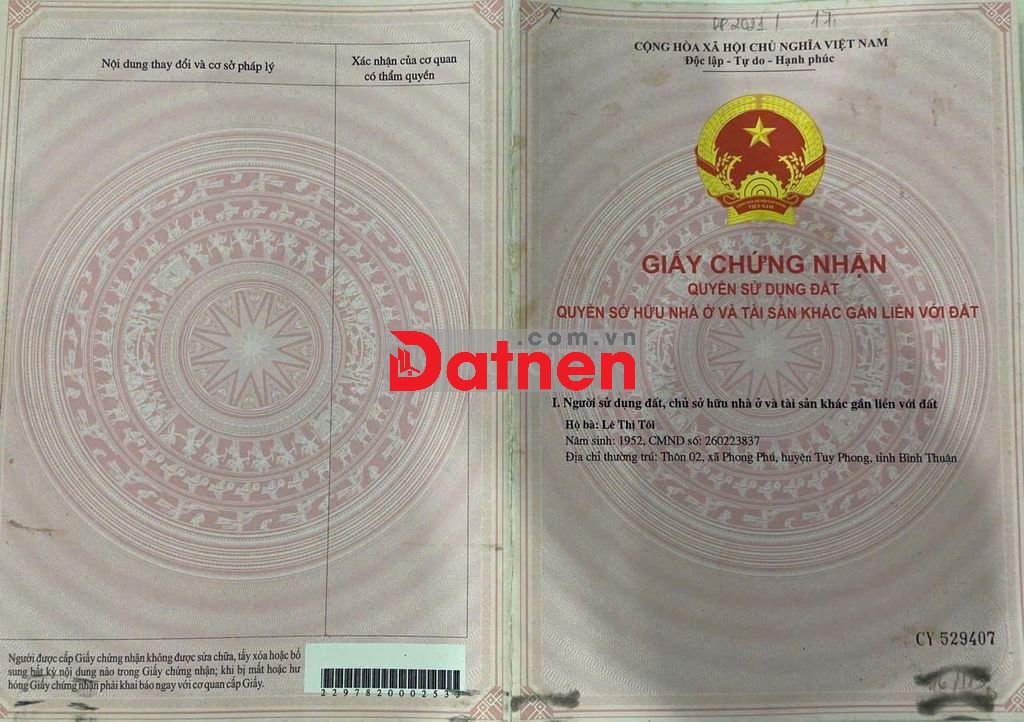 Nội dung thay đổi và cơ sở pháp lý
Xác nhận của cơ quan
có thẩm quyền
Người được cấp Giấy chứng nhận không được sửa chữa, tẩy xóa hoặc bổ
sung bất kỳ nội dung nào trong Giấy chứng nhận; khi bị mất hoặc hư
hỏng Giấy chứng nhận phải khai báo ngay với cơ quan cấp Giấy.
2297820002533
X
DP 2021 / 17
CỘNG HÒA XÃ HỘI CHỦ NGHĨA VIỆT NAM
Độc lập - Tự do - Hạnh phúc
VIỆT NAM
GIẤY CHỨNG NHẬN
QUYỀN SỬ DỤNG ĐẤT
QUYỀN SỞ HỮU NHÀ Ở VÀ TÀI SẢN KHÁC GẮN LIỀN VỚI ĐẤT
.com.vn
Datnen
I. Người sử dụng đất, chủ sở hữu nhà ở và tài sản khác gắn liền với đất
Hộ bà: Lê Thị Tôi
Năm sinh: 1952, CMND số: 260223837
Địa chỉ thường trú: Thôn 02, xã Phong Phú, huyện Tuy Phong, tỉnh Bình Thuận
CY 529407